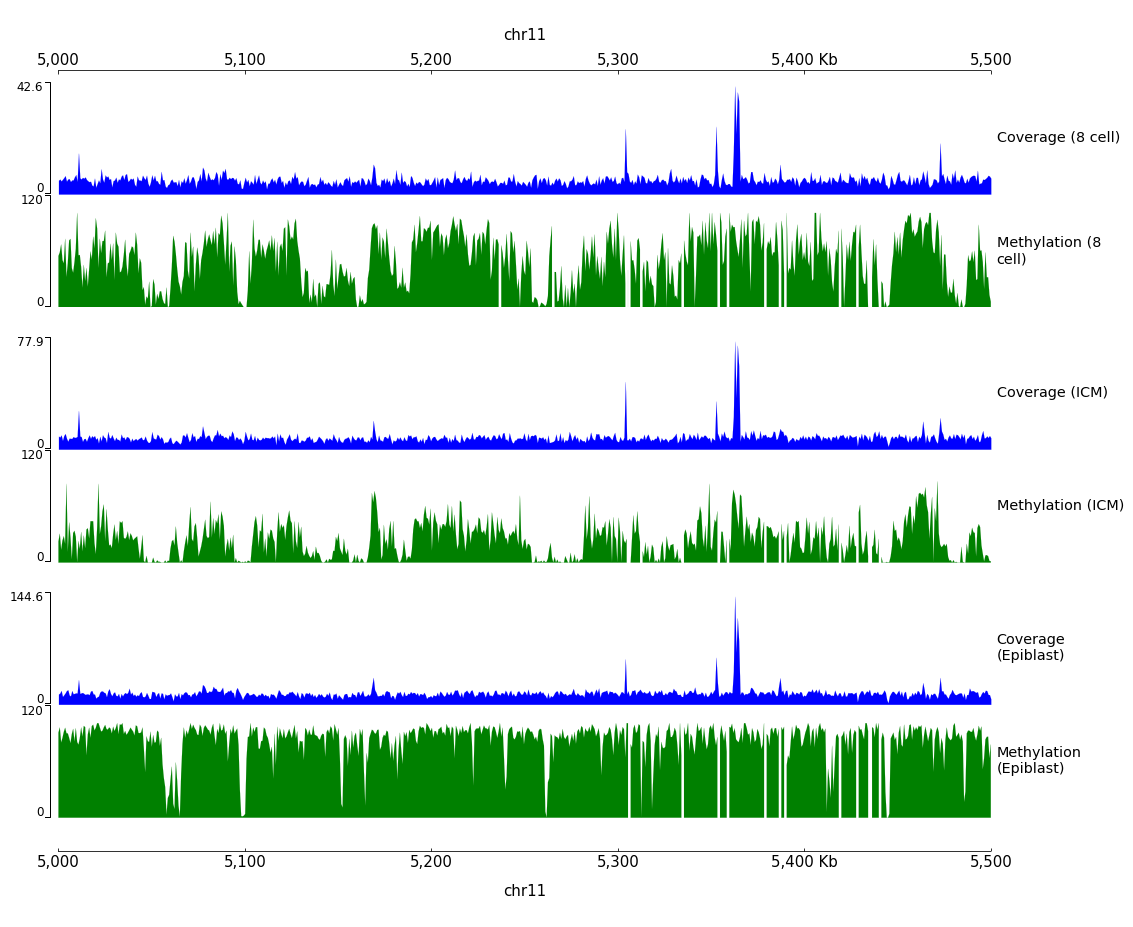 chr11
5,000 5,100 5,200 5,300 5,400 Kb 5,500
42.6
Coverage (8 cell)
0
120
Methylation (8
cell)
0
77.9
Coverage (ICM)
0
120
Methylation (ICM)
0
144.6
Coverage
(Epiblast)
0
120
Methylation
(Epiblast)
0
5,000 5,100 5,200 5,300 5,400 Kb 5,500
chr11